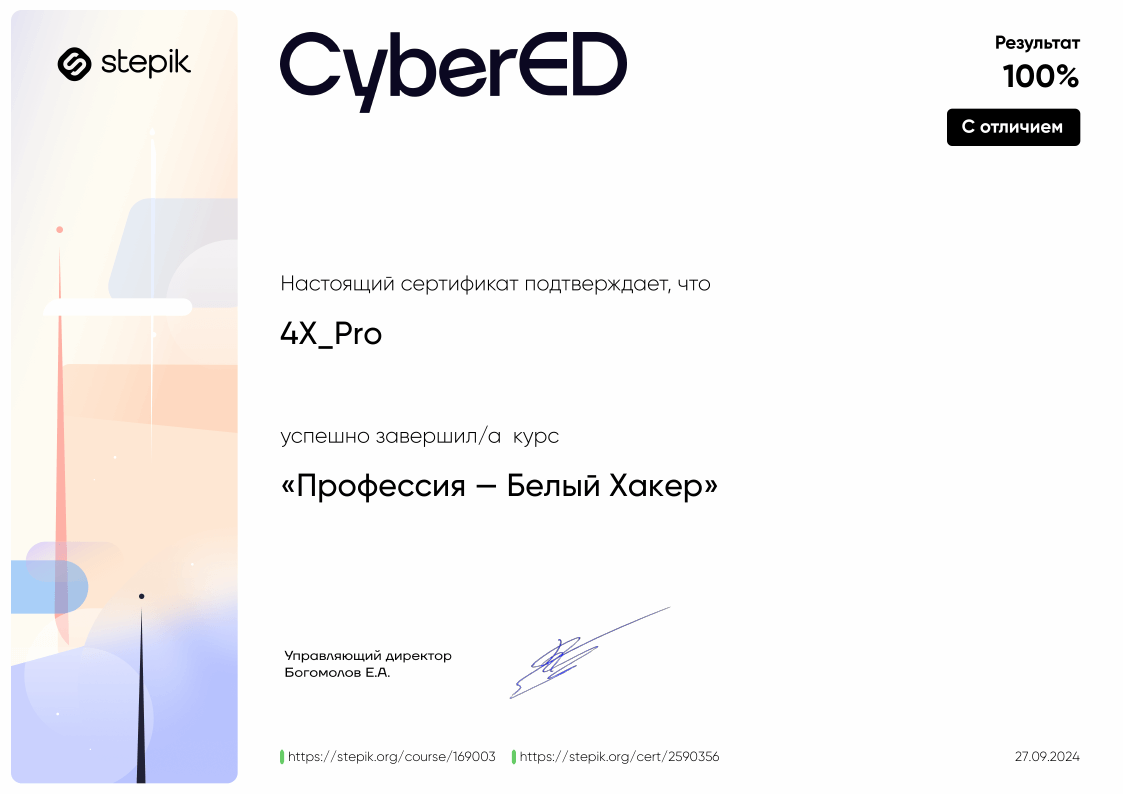 stepik
CyberED
Результат
100%
С отличием
Настоящий сертификат подтверждает, что
4X_Pro
успешно завершил/а курс
«Профессия — Белый Хакер»
Управляющий директор
Богомолов Е.А.
https://stepik.org/course/169003 https://stepik.org/cert/2590356 27.09.2024